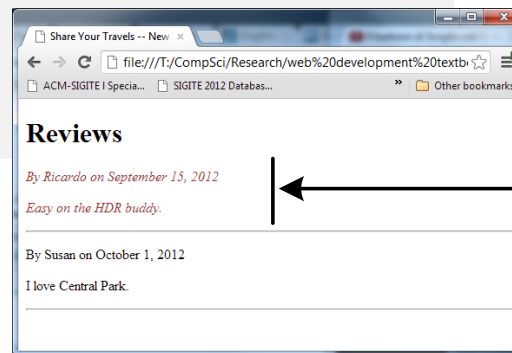 Share Your Travels -- New
file:///T:/CompSci/Research/web%20development%20textb
ACM-SIGITE I Specia... SIGITE 2012 Databas... » Other bookmarks
Reviews
By Ricardo on September 15, 2012
Easy on the HDR buddy.
By Susan on October 1, 2012
I love Central Park.